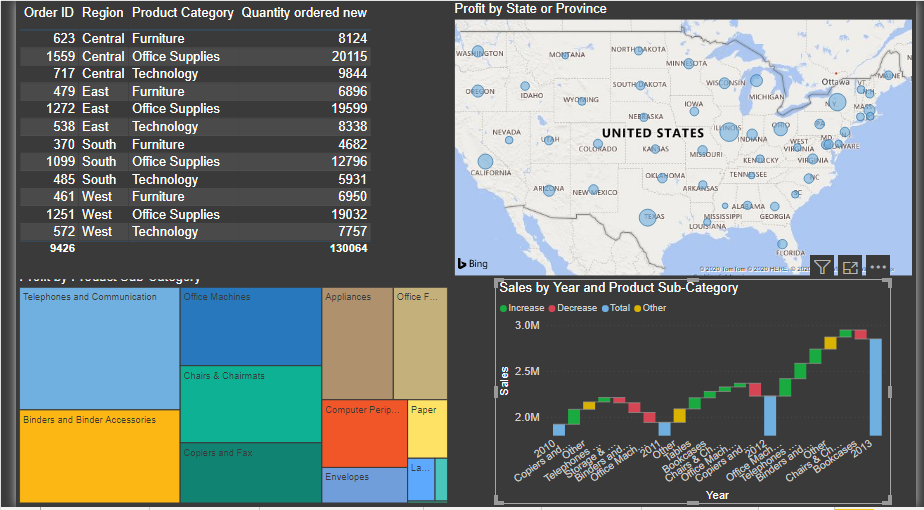 Order ID Region Product Category Quantity ordered new
623 Central Furniture 8124
1559 Central Office Supplies 20115
717 Central Technology 9844
479 East Furniture 6896
1272 East Office Supplies 19599
538 East Technology 8338
370 South Furniture 4682
1099 South Office Supplies 12796
485 South Technology 5931
461 West Furniture 6950
1251 West Office Supplies 19032
572 West Technology 7757
9426 130064
Profit by State or Province
WASHINGTON
MONTANA
NORTH DAKOTA
MINNESOTA
Ottawa
MAINE
VT
N.H.
OREGON
IDAHO
WYOMING
SOUTH DAKOTA
WISCONSIN
MICHIGAN
N.Y.
MASS
IOWA
NEBRASKA
NEVADA
UTAH
COLORADO
UNITED STATES
KANSAS
MISSOURI
ILLINOIS
INDIANA
OHIO
PA
MD
DELAWARE
WEST VIRGINIA
VIRGINIA
KENTUCKY
CALIFORNIA
ARIZONA
NEW MEXICO
OKLAHOMA
ARKANSAS
TENNESSEE
NC
SC
TEXAS
MISSISSIPPI
ALABAMA
GEORGIA
LOUISIANA
FLORIDA
Bing
© 2020 TomTom © 2020 HERE, © 202
Profit by Product Sub-Category
Telephones and Communication
Office Machines
Appliances
Office F...
Chairs & Chairmats
Binders and Binder Accessories
Computer Perip...
Paper
Copiers and Fax
Envelopes
La...
Sales by Year and Product Sub-Category
Increase Decrease Total Other
3.0M
2.5M
2.0M
Sales
2010
Copiers and...
Other
Telephones ...
Storage & ...
Binders and...
Office Mach...
2011
Other
Tables
Bookcases
Chairs & Ch...
Office Mach...
Copiers and...
2012
Office Mach...
Telephones ...
Binders and...
Other
Chairs & Ch...
Bookcases
2013
Year